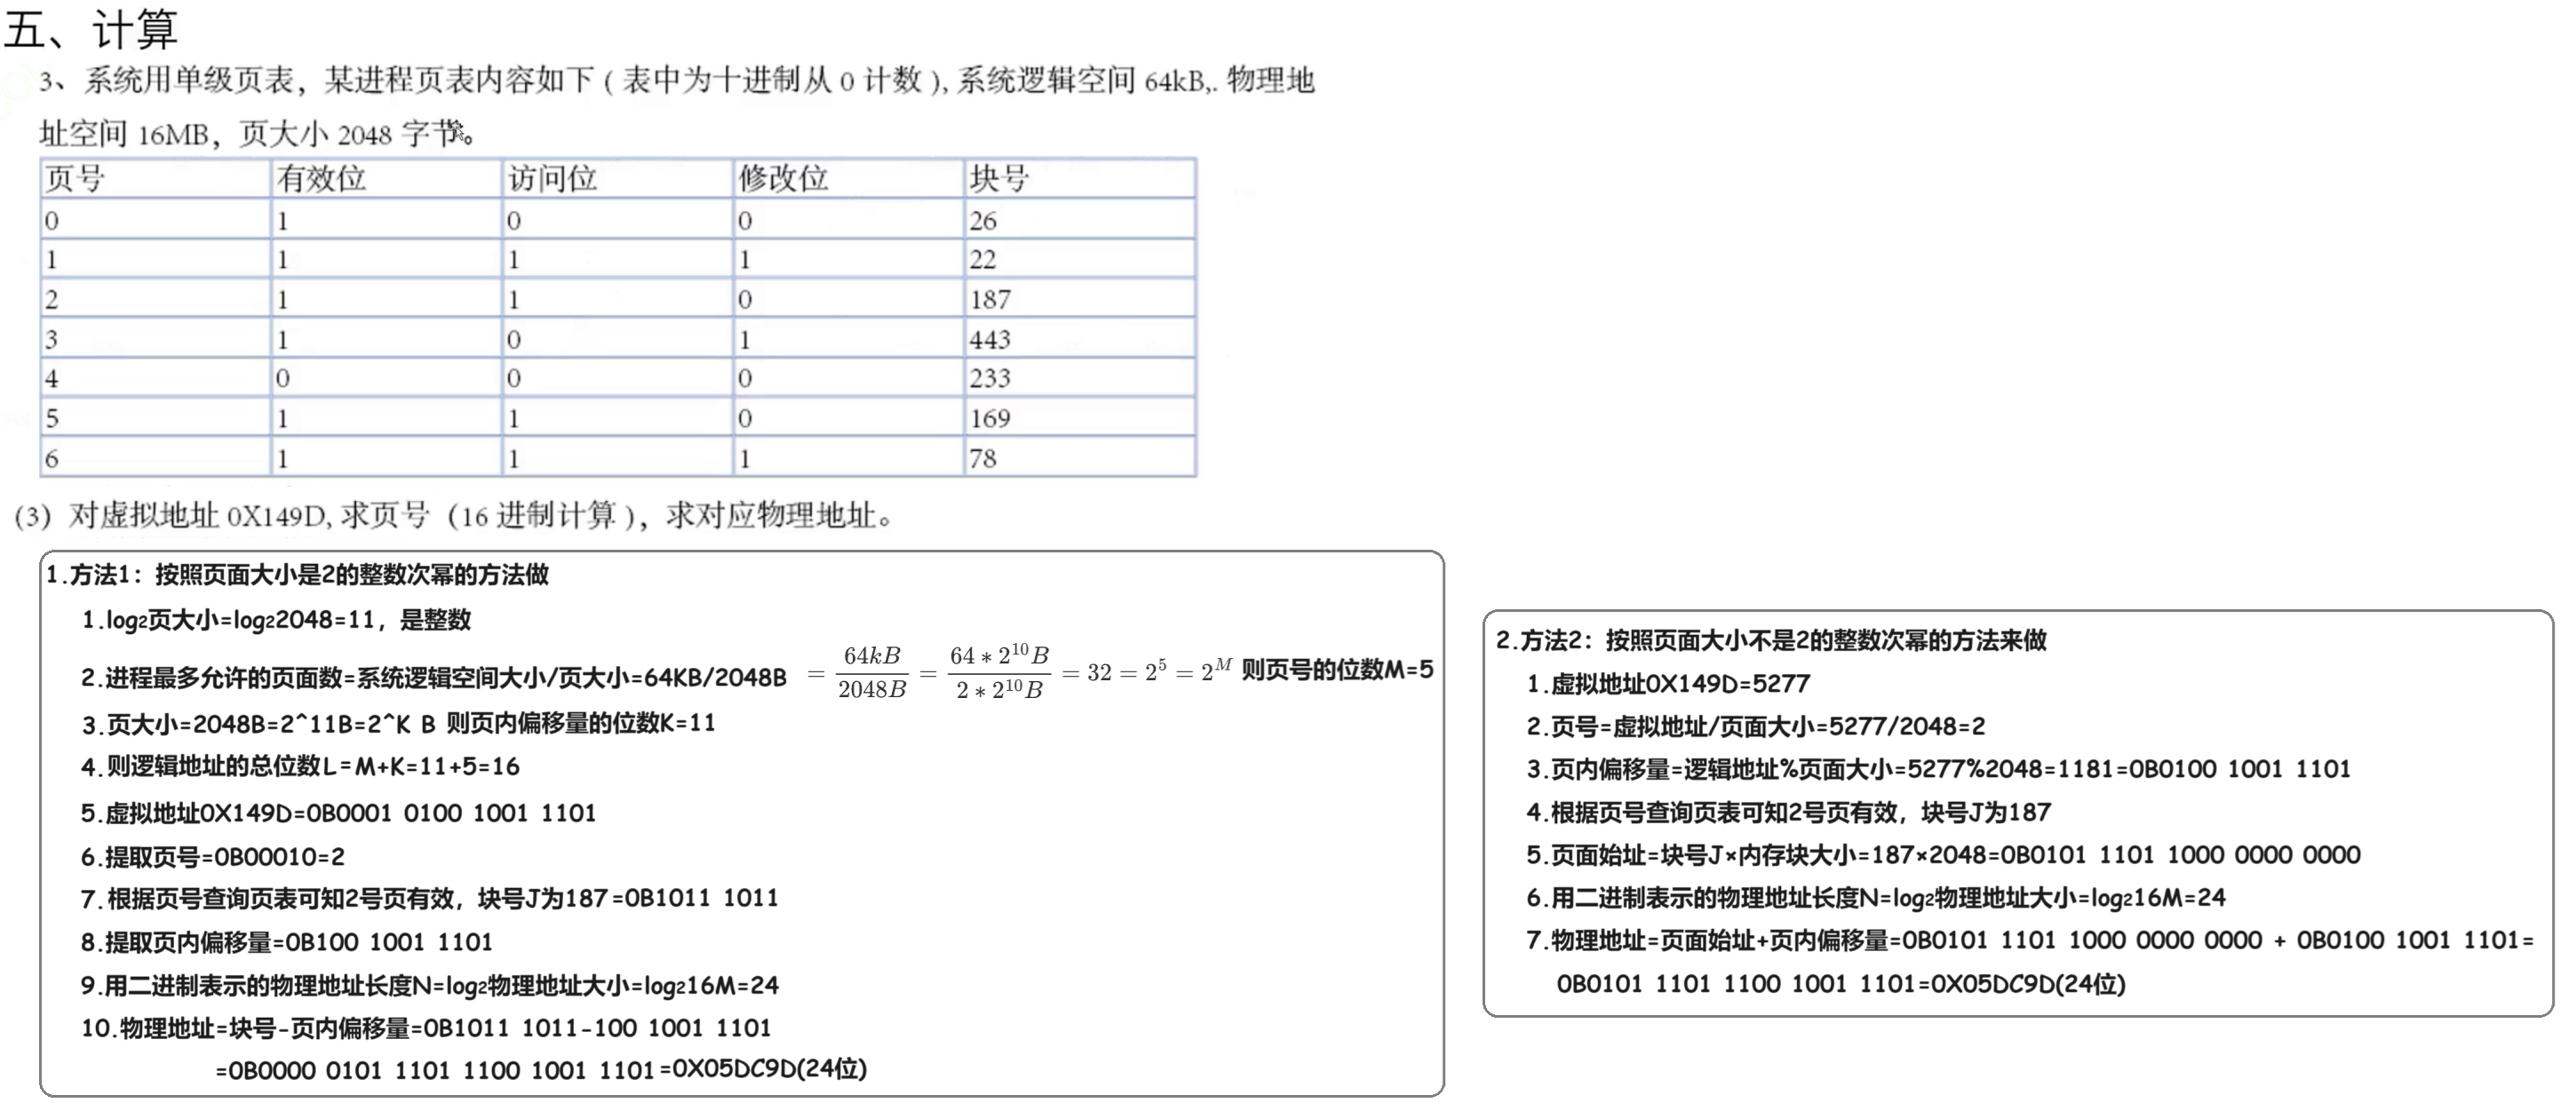 五、计算
3、系统用单级页表，某进程页表内容如下（表中为十进制从 0 计数），系统逻辑空间 64kB,. 物理地
址空间 16MB，页大小 2048 字节。
页号 有效位 访问位 修改位 块号
0 1 0 0 26
1 1 1 1 22
2 1 1 0 187
3 1 0 1 443
4 0 0 0 233
5 1 1 0 169
6 1 1 1 78
(3) 对虚拟地址 0X149D, 求页号（16 进制计算），求对应物理地址。
1.方法1：按照页面大小是2的整数次幂的方法做
1.log2页大小=log22048=11，是整数
2.进程最多允许的页面数=系统逻辑空间大小/页大小=64KB/2048B = \frac{64kB}{2048B} = \frac{64*2^{10}B}{2*2^{10}B} = 32 = 2^5 = 2^M 则页号的位数M=5
3.页大小=2048B=2^11B=2^K B 则页内偏移量的位数K=11
4.则逻辑地址的总位数L=M+K=11+5=16
5.虚拟地址0X149D=0B0001 0100 1001 1101
6.提取页号=0B00010=2
7.根据页号查询页表可知2号页有效，块号J为187=0B1011 1011
8.提取页内偏移量=0B100 1001 1101
9.用二进制表示的物理地址长度N=log2物理地址大小=log216M=24
10.物理地址=块号-页内偏移量=0B1011 1011-100 1001 1101
=0B0000 0101 1101 1100 1001 1101=0X05DC9D(24位)
2.方法2：按照页面大小不是2的整数次幂的方法来做
1.虚拟地址0X149D=5277
2.页号=虚拟地址/页面大小=5277/2048=2
3.页内偏移量=逻辑地址%页面大小=5277%2048=1181=0B0100 1001 1101
4.根据页号查询页表可知2号页有效，块号J为187
5.页面始址=块号J×内存块大小=187×2048=0B0101 1101 1000 0000 0000
6.用二进制表示的物理地址长度N=log2物理地址大小=log216M=24
7.物理地址=页面始址+页内偏移量=0B0101 1101 1000 0000 0000 + 0B0100 1001 1101=
0B0101 1101 1100 1001 1101=0X05DC9D(24位)